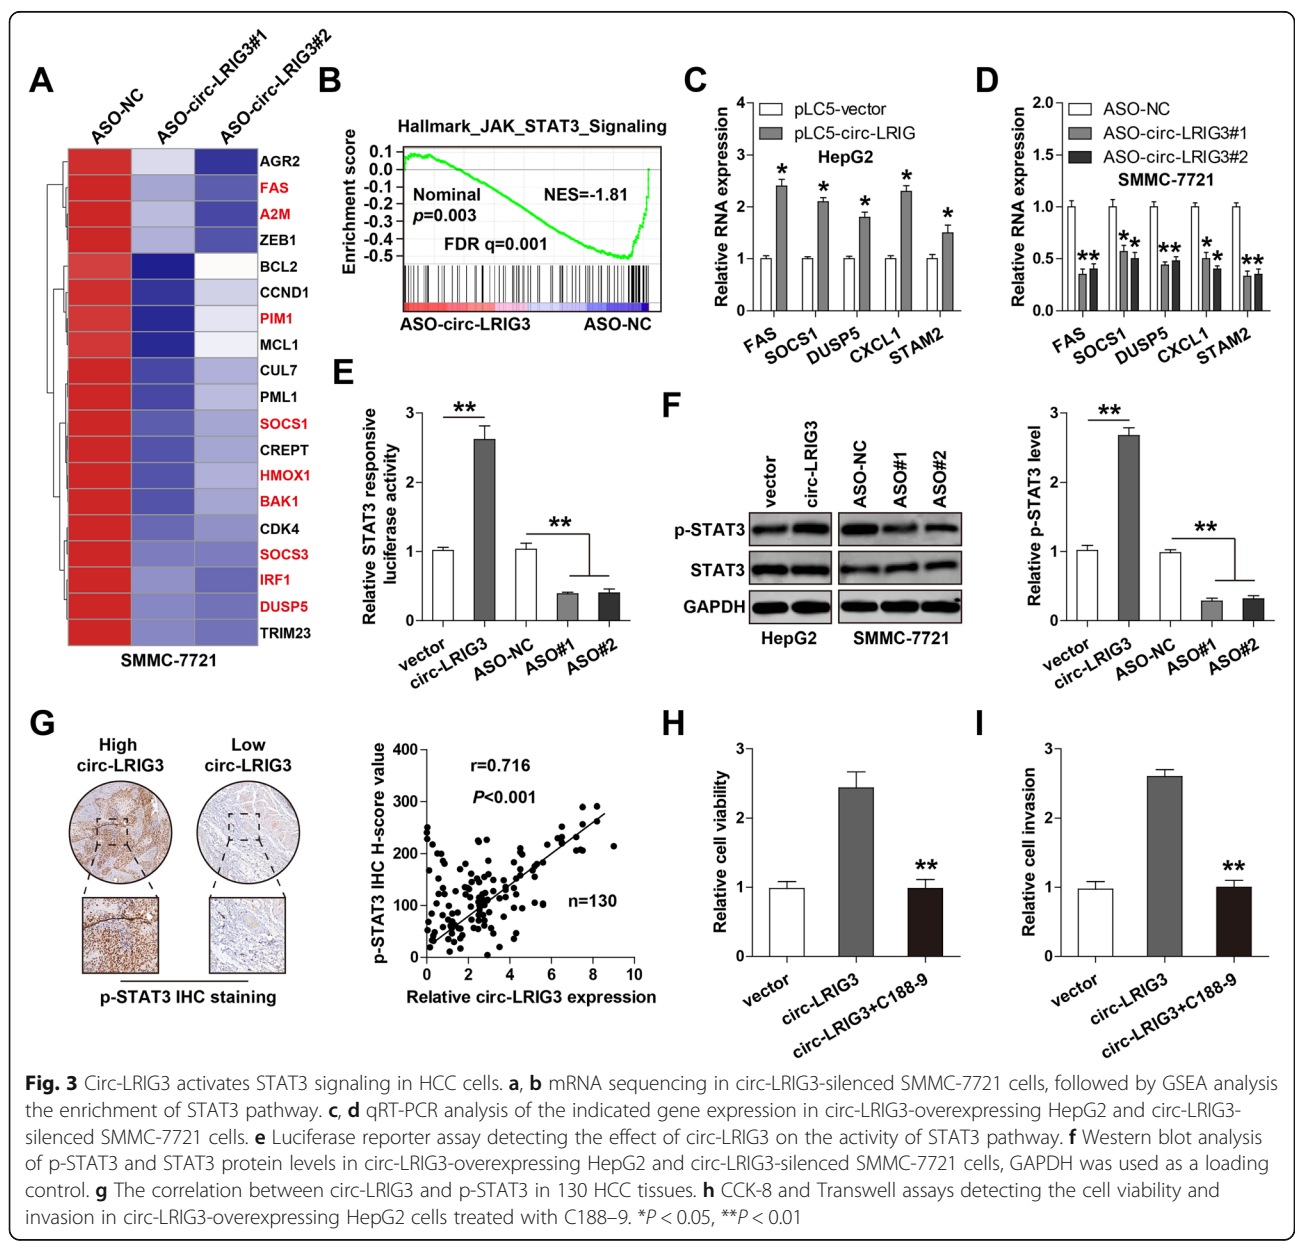 A
ASO-NC
ASO-circ-LRIG3#1
ASO-circ-LRIG3#2
AGR2
FAS
A2M
ZEB1
BCL2
CCND1
PIM1
MCL1
CUL7
PML1
SOCS1
CREPT
HMOX1
BAK1
CDK4
SOCS3
IRF1
DUSP5
TRIM23
SMMC-7721
B
Hallmark_JAK_STAT3_Signaling
Enrichment score
0.1
0.0
-0.1
-0.2
-0.3
-0.4
-0.5
Nominal
p=0.003
NES=-1.81
FDR q=0.001
ASO-circ-LRIG3
ASO-NC
C
Relative RNA expression
4
3
2
1
0
pLC5-vector
pLC5-circ-LRIG
HepG2
* * * * *
FAS
SOCS1
DUSP5
CXCL1
STAM2
D
Relative RNA expression
2.0
1.5
1.0
0.5
0.0
ASO-NC
ASO-circ-LRIG3#1
ASO-circ-LRIG3#2
SMMC-7721
** ** ** ** **
FAS
SOCS1
DUSP5
CXCL1
STAM2
E
Relative STAT3 responsive
luciferase activity
3
2
1
0
**
**
vector
circ-LRIG3
ASO-NC
ASO#1
ASO#2
F
vector
circ-LRIG3
ASO-NC
ASO#1
ASO#2
p-STAT3
STAT3
GAPDH
HepG2
SMMC-7721
Relative p-STAT3 level
3
2
1
0
**
**
vector
circ-LRIG3
ASO-NC
ASO#1
ASO#2
G
High
circ-LRIG3
Low
circ-LRIG3
p-STAT3 IHC staining
p-STAT3 IHC H-score value
400
300
200
100
0
r=0.716
P<0.001
n=130
0 2 4 6 8 10
Relative circ-LRIG3 expression
H
Relative cell viability
3
2
1
0
**
vector
circ-LRIG3
circ-LRIG3+C188-9
I
Relative cell invasion
3
2
1
0
**
vector
circ-LRIG3
circ-LRIG3+C188-9
Fig. 3 Circ-LRIG3 activates STAT3 signaling in HCC cells. a, b mRNA sequencing in circ-LRIG3-silenced SMMC-7721 cells, followed by GSEA analysis
the enrichment of STAT3 pathway. c, d qRT-PCR analysis of the indicated gene expression in circ-LRIG3-overexpressing HepG2 and circ-LRIG3-
silenced SMMC-7721 cells. e Luciferase reporter assay detecting the effect of circ-LRIG3 on the activity of STAT3 pathway. f Western blot analysis
of p-STAT3 and STAT3 protein levels in circ-LRIG3-overexpressing HepG2 and circ-LRIG3-silenced SMMC-7721 cells, GAPDH was used as a loading
control. g The correlation between circ-LRIG3 and p-STAT3 in 130 HCC tissues. h CCK-8 and Transwell assays detecting the cell viability and
invasion in circ-LRIG3-overexpressing HepG2 cells treated with C188–9. *P < 0.05, **P < 0.01